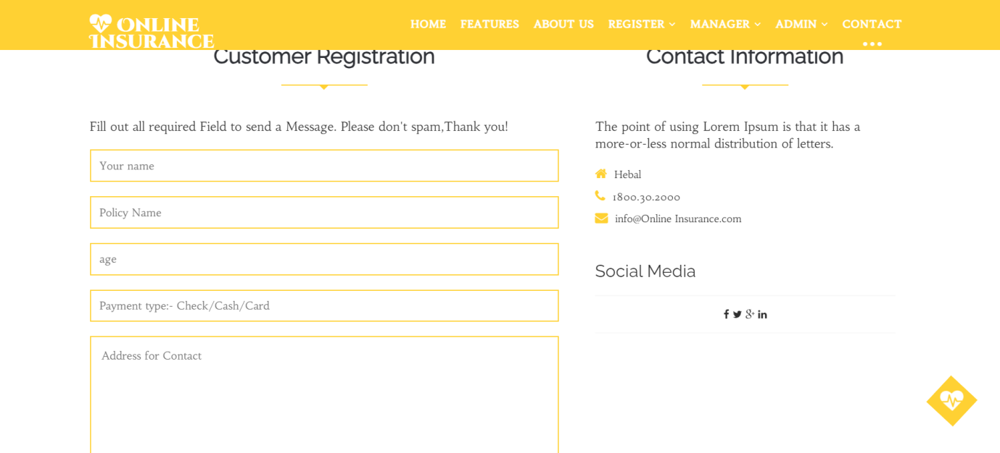 ONLINE
INSURANCE
HOME FEATURES ABOUT US REGISTER MANAGER ADMIN CONTACT
Customer Registration
Fill out all required Field to send a Message. Please don't spam,Thank you!
Your name
Policy Name
age
Payment type:- Check/Cash/Card
Address for Contact
Contact Information
The point of using Lorem Ipsum is that it has a
more-or-less normal distribution of letters.
Hebal
1800.30.2000
info@Online Insurance.com
Social Media